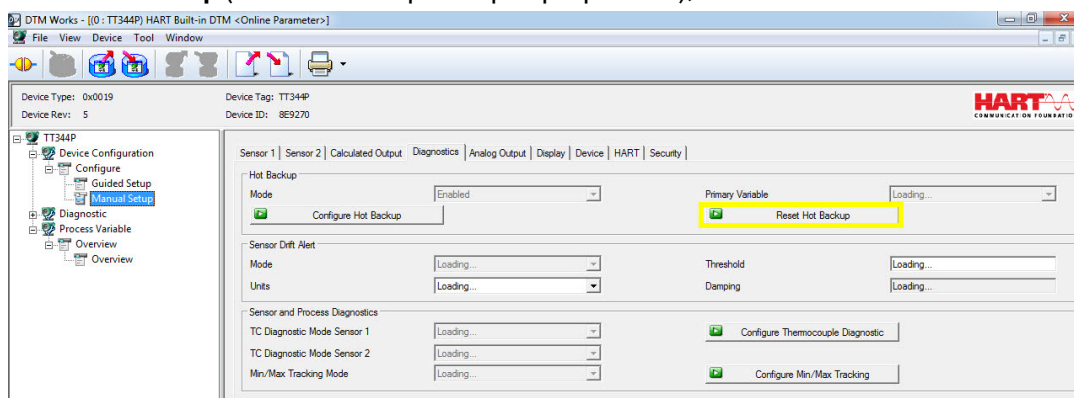 DTM Works - [(0 : TT344P) HART Built-in DTM <Online Parameter>]
File View Device Tool Window
Device Type: 0x0019 Device Tag: TT344P
Device Rev: 5 Device ID: 8E9270
HART
COMMUNICATION FOUNDATIO
TT344P
Device Configuration
Configure
Guided Setup
Manual Setup
Diagnostic
Process Variable
Overview
Overview
Sensor 1 Sensor 2 Calculated Output Diagnostics Analog Output Display Device HART Security
Hot Backup
Mode Enabled Primary Variable Loading...
Configure Hot Backup Reset Hot Backup
Sensor Drift Alert
Mode Loading... Threshold Loading...
Units Loading... Damping Loading...
Sensor and Process Diagnostics
TC Diagnostic Mode Sensor 1 Loading... Configure Thermocouple Diagnostic
TC Diagnostic Mode Sensor 2 Loading...
Min/Max Tracking Mode Loading... Configure Min/Max Tracking